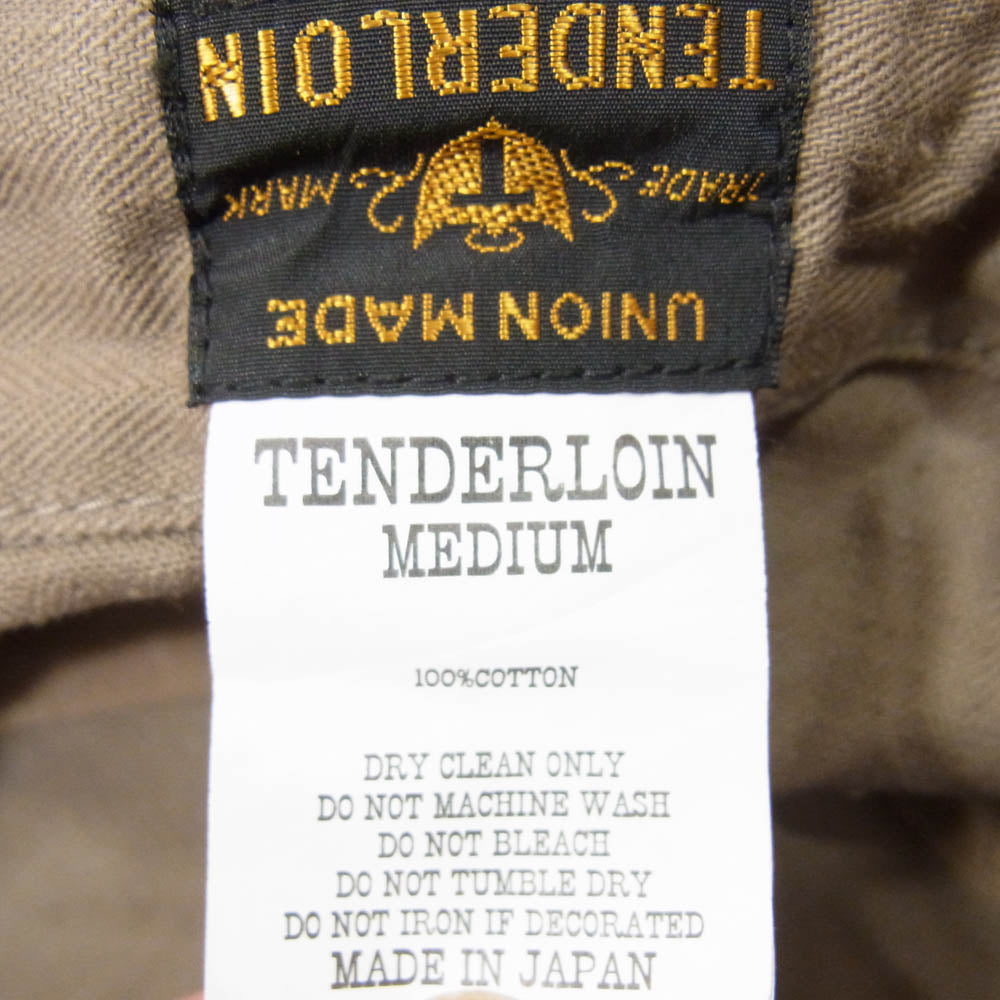 TENDERLOIN
TRADE MARK
T
UNION MADE
TENDERLOIN
MEDIUM
100%COTTON
DRY CLEAN ONLY
DO NOT MACHINE WASH
DO NOT BLEACH
DO NOT TUMBLE DRY
DO NOT IRON IF DECORATED
MADE IN JAPAN